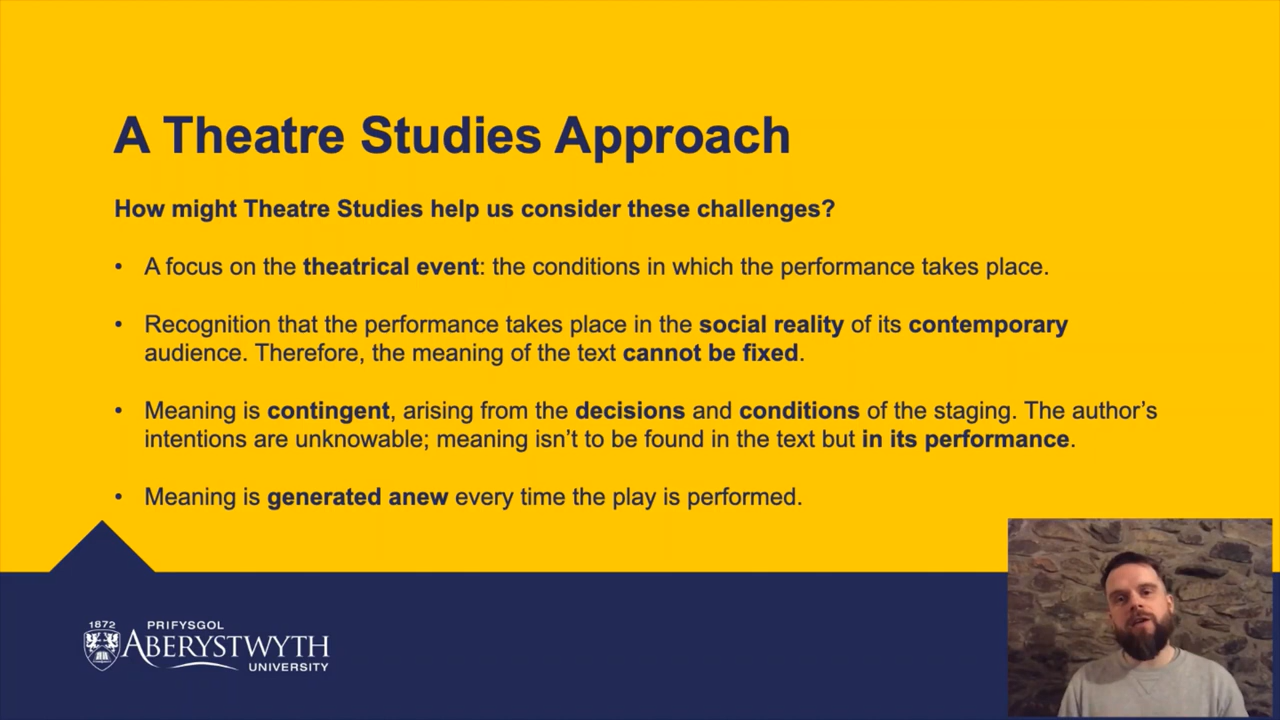 A Theatre Studies Approach
How might Theatre Studies help us consider these challenges?
• A focus on the theatrical event: the conditions in which the performance takes place.
• Recognition that the performance takes place in the social reality of its contemporary
audience. Therefore, the meaning of the text cannot be fixed.
• Meaning is contingent, arising from the decisions and conditions of the staging. The author’s
intentions are unknowable; meaning isn’t to be found in the text but in its performance.
• Meaning is generated anew every time the play is performed.
1872 PRIFYSGOL
ABERYSTWYTH
UNIVERSITY